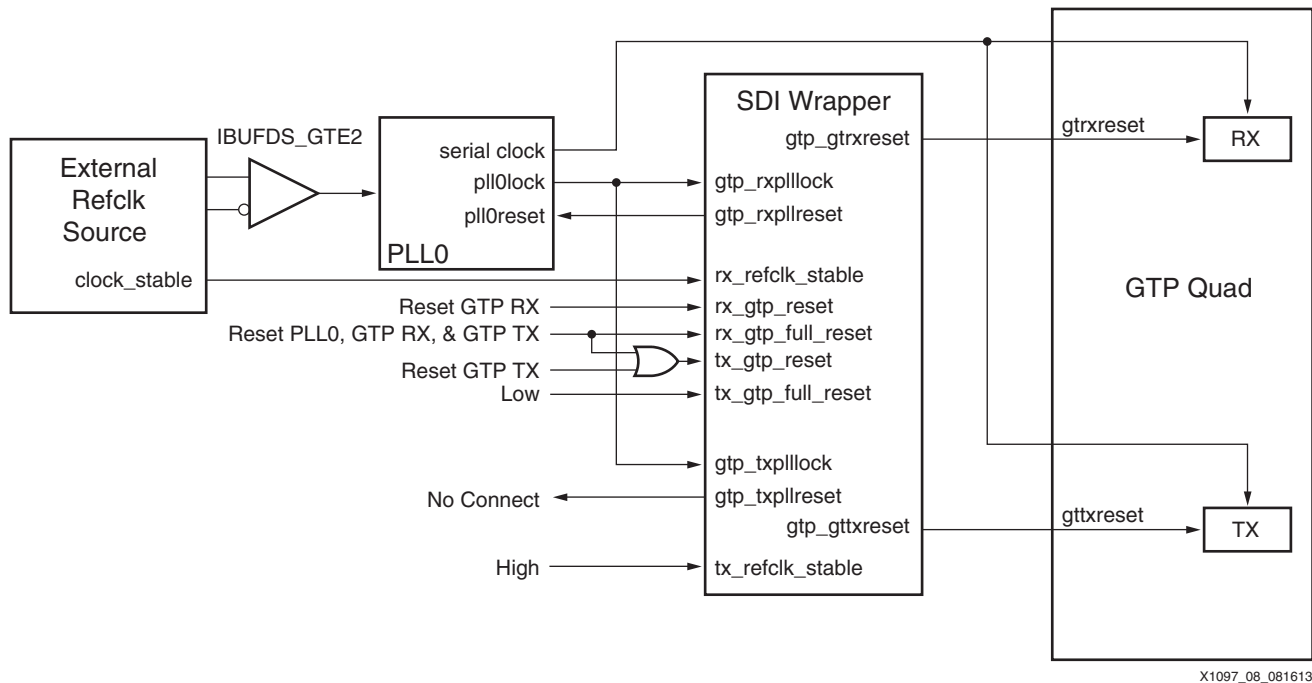 SDI Wrapper
IBUFDS_GTE2
External
Refclk
Source
clock_stable
serial clock
pll0lock
pll0reset
PLL0
gtp_gtrxreset
gtp_rxplllock
gtp_rxpllreset
rx_refclk_stable
rx_gtp_reset
rx_gtp_full_reset
tx_gtp_reset
tx_gtp_full_reset
gtp_txplllock
gtp_txpllreset
gtp_gttxreset
tx_refclk_stable
Reset GTP RX
Reset PLL0, GTP RX, & GTP TX
Reset GTP TX
Low
No Connect
High
gtrxreset
RX
GTP Quad
gttxreset
TX
X1097_08_081613